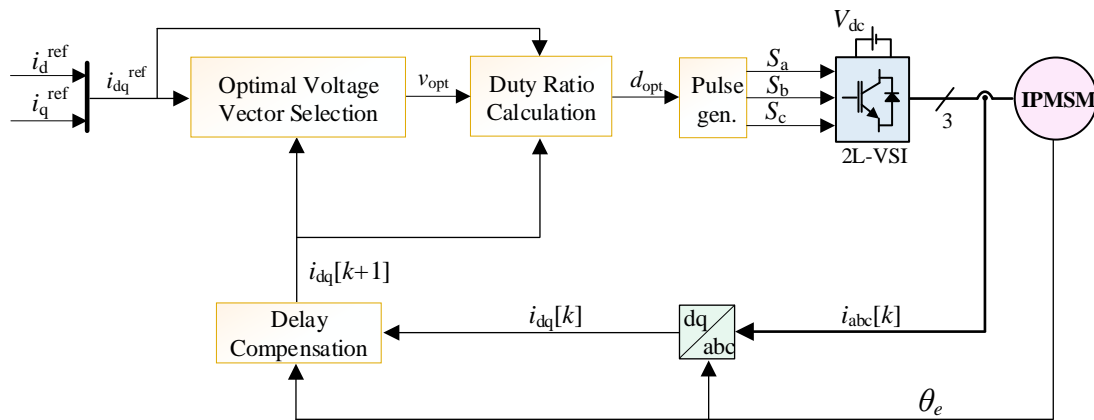 i_d^ref
i_q^ref
i_dq^ref
Optimal Voltage
Vector Selection
v_opt
Duty Ratio
Calculation
d_opt
Pulse
gen.
S_a
S_b
S_c
V_dc
2L-VSI
3
IPMSM
i_dq[k+1]
Delay
Compensation
i_dq[k]
dq
abc
i_abc[k]
θ_e